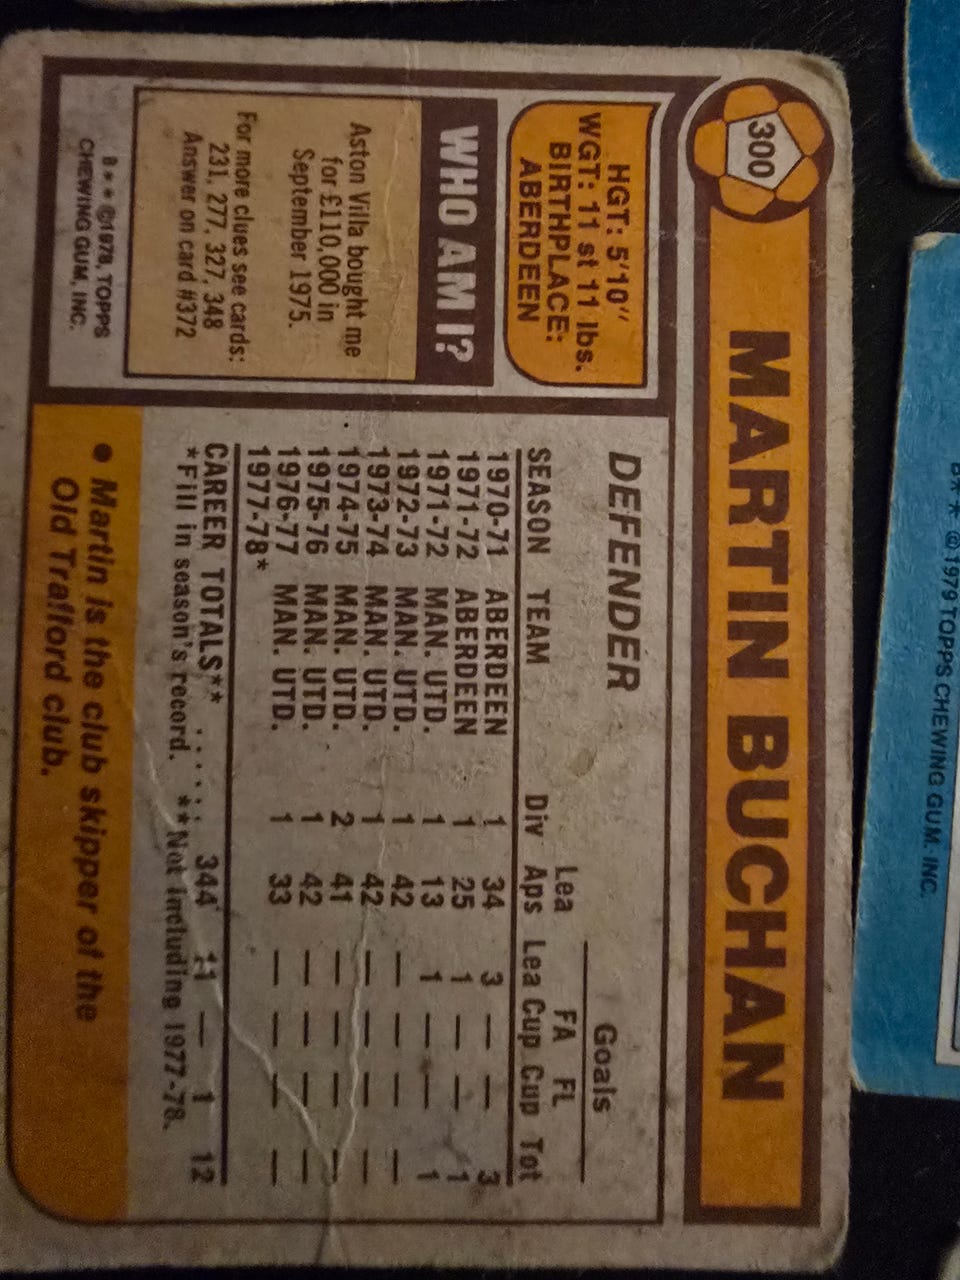 300
MARTIN BUCHAN
HGT: 5'10"
WGT: 11 st 11 lbs.
BIRTHPLACE:
ABERDEEN
WHO AM I?
Aston Villa bought me
for £110,000 in
September 1975.
For more clues see cards:
231, 277, 327, 348
Answer on card #372
B** ©1978, TOPPS
CHEWING GUM, INC.
DEFENDER
Goals
Lea FA FL
SEASON TEAM Div Aps Lea Cup Cup Tot
1970-71 ABERDEEN 1 34 3 — — 3
1971-72 ABERDEEN 1 25 1 — — 1
1971-72 MAN. UTD. 1 13 1 — — 1
1972-73 MAN. UTD. 1 42 — — — —
1973-74 MAN. UTD. 1 42 — — — —
1974-75 MAN. UTD. 2 41 — — — —
1975-76 MAN. UTD. 1 42 — — — —
1976-77 MAN. UTD. 1 33 — — — —
1977-78*
CAREER TOTALS** ...... 344 11 — 1 12
*Fill in season's record. **Not including 1977-78.
• Martin is the club skipper of the
Old Trafford club.
B** ©1979 TOPPS CHEWING GUM. INC.